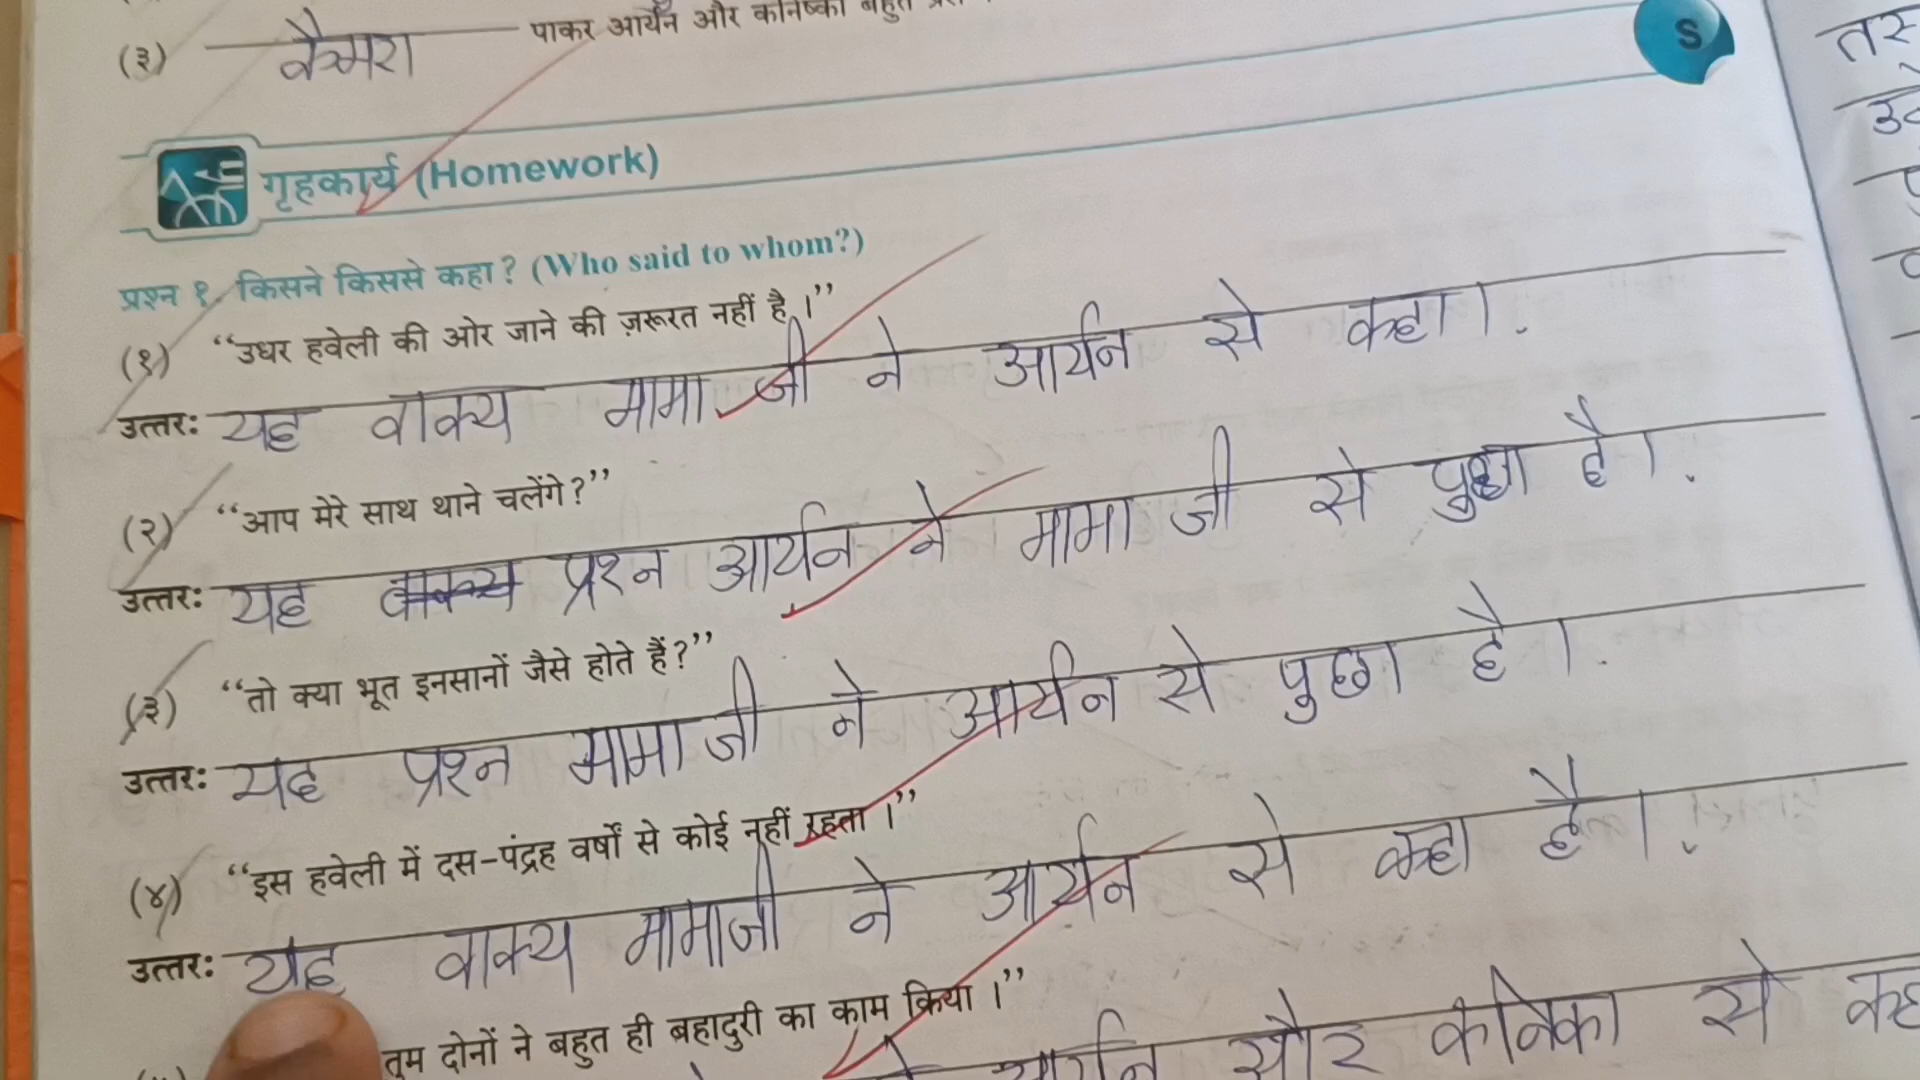 (३) कैमरा पाकर आर्यन और कनिष्का बहुत
S
गृहकार्य (Homework)
प्रश्न १. किसने किससे कहा? (Who said to whom?)
(१) “उधर हवेली की ओर जाने की ज़रूरत नहीं है।”
उत्तर: यह वाक्य मामा जी ने आर्यन से कहा।
(२) “आप मेरे साथ थाने चलेंगे?”
उत्तर: यह वाक्य प्रश्न आर्यन ने मामा जी से पुछा है।
(३) “तो क्या भूत इनसानों जैसे होते हैं?”
उत्तर: यह प्रश्न मामा जी ने आर्यन से पुछा है।
(४) “इस हवेली में दस-पंद्रह वर्षों से कोई नहीं रहता।”
उत्तर: यह वाक्य मामाजी ने आर्यन से कहा है।
तुम दोनों ने बहुत ही बहादुरी का काम किया।”
आर्यन और कनिका से